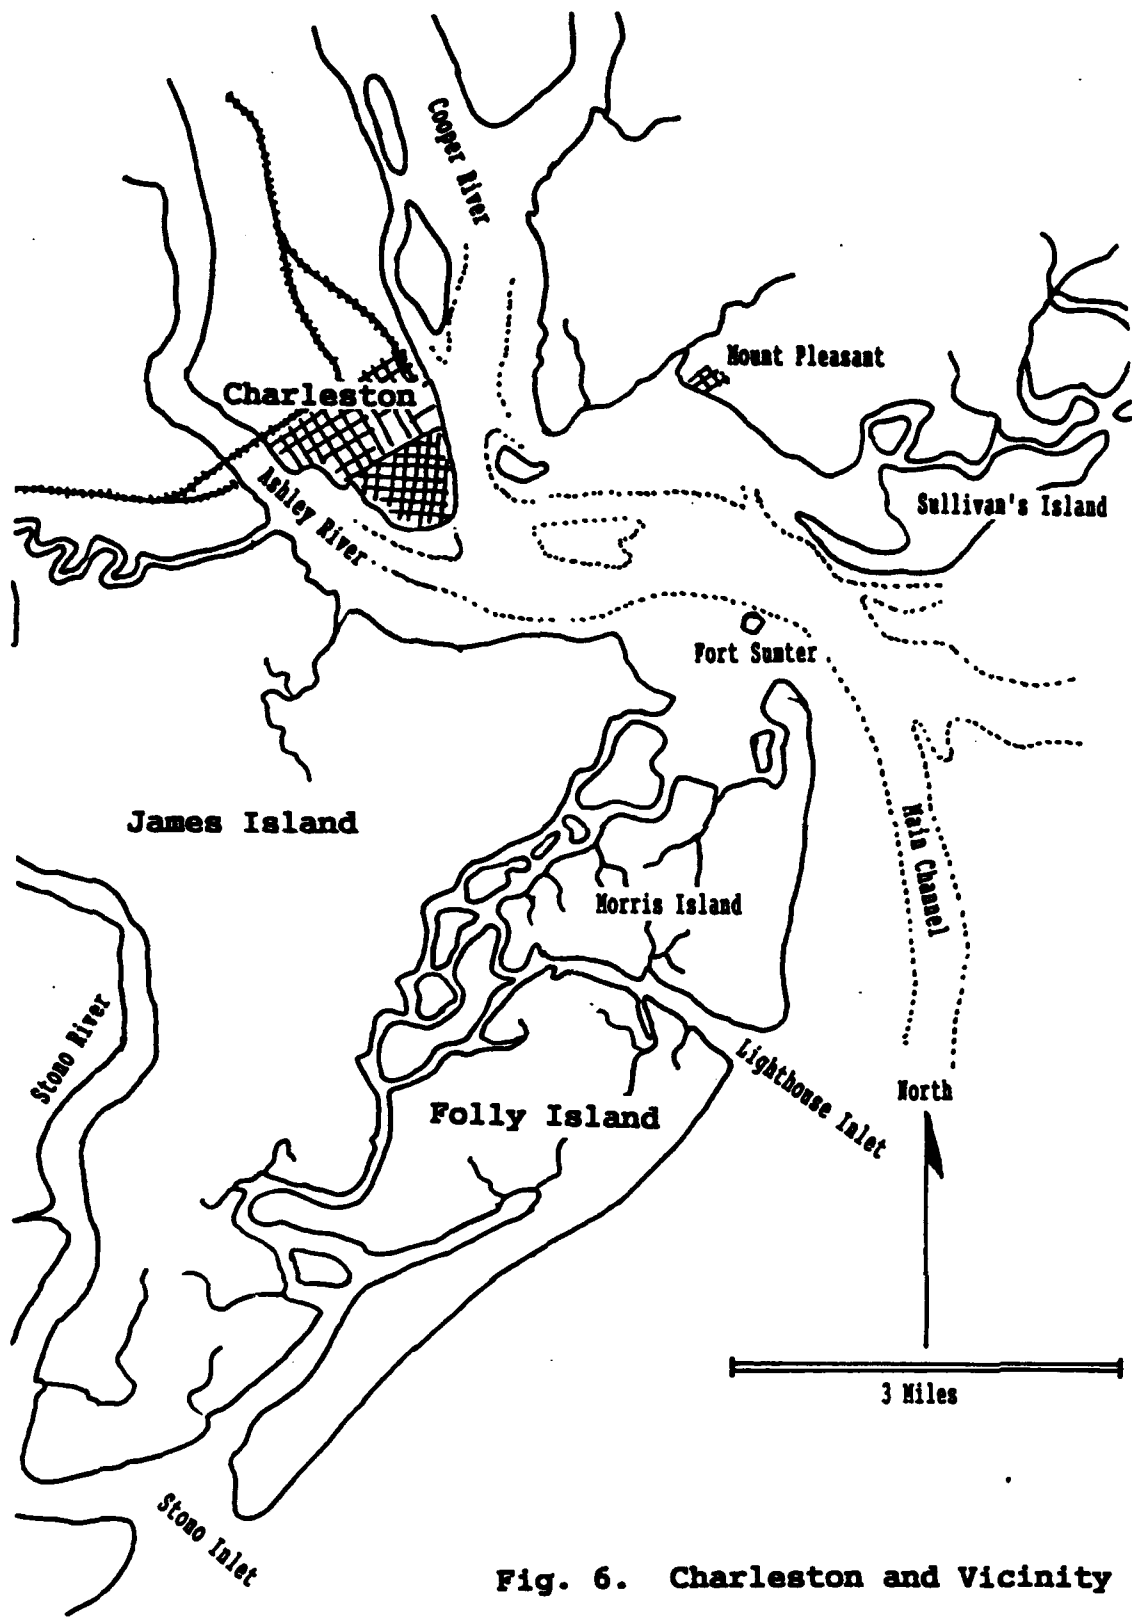 Cooper River
Mount Pleasant
Charleston
Ashley River
Sullivan's Island
Fort Sumter
James Island
Main Channel
Morris Island
Stono River
Lighthouse Inlet
North
Folly Island
3 Miles
Stono Inlet
Fig. 6. Charleston and Vicinity